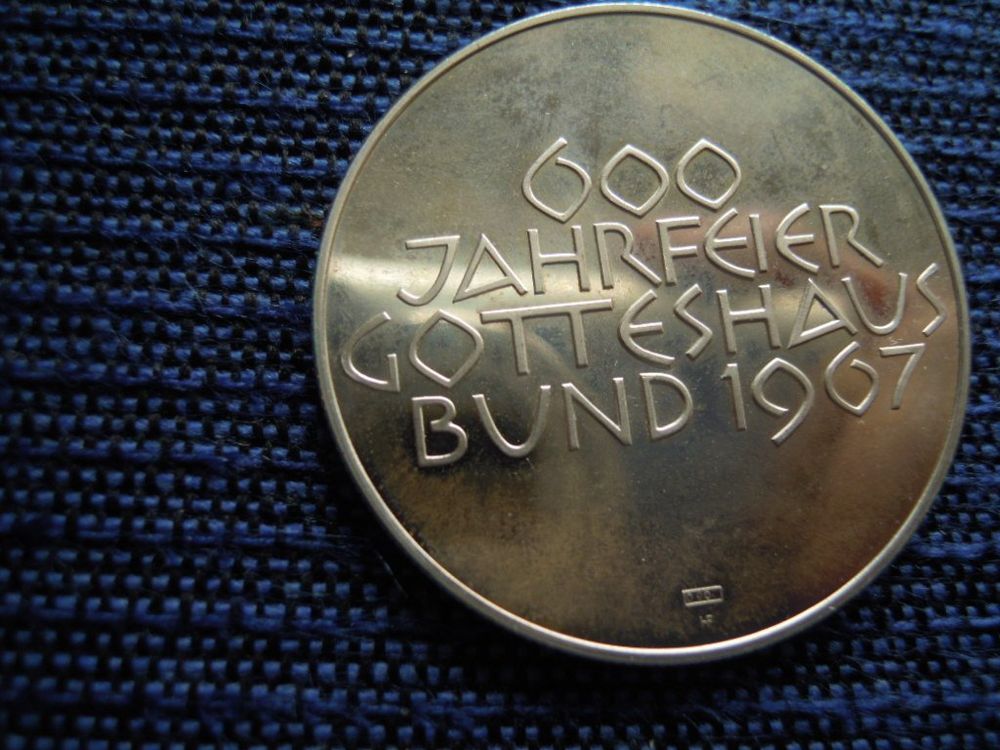 600
JAHRFEIER
GOTTESHAUS
BUND 1967